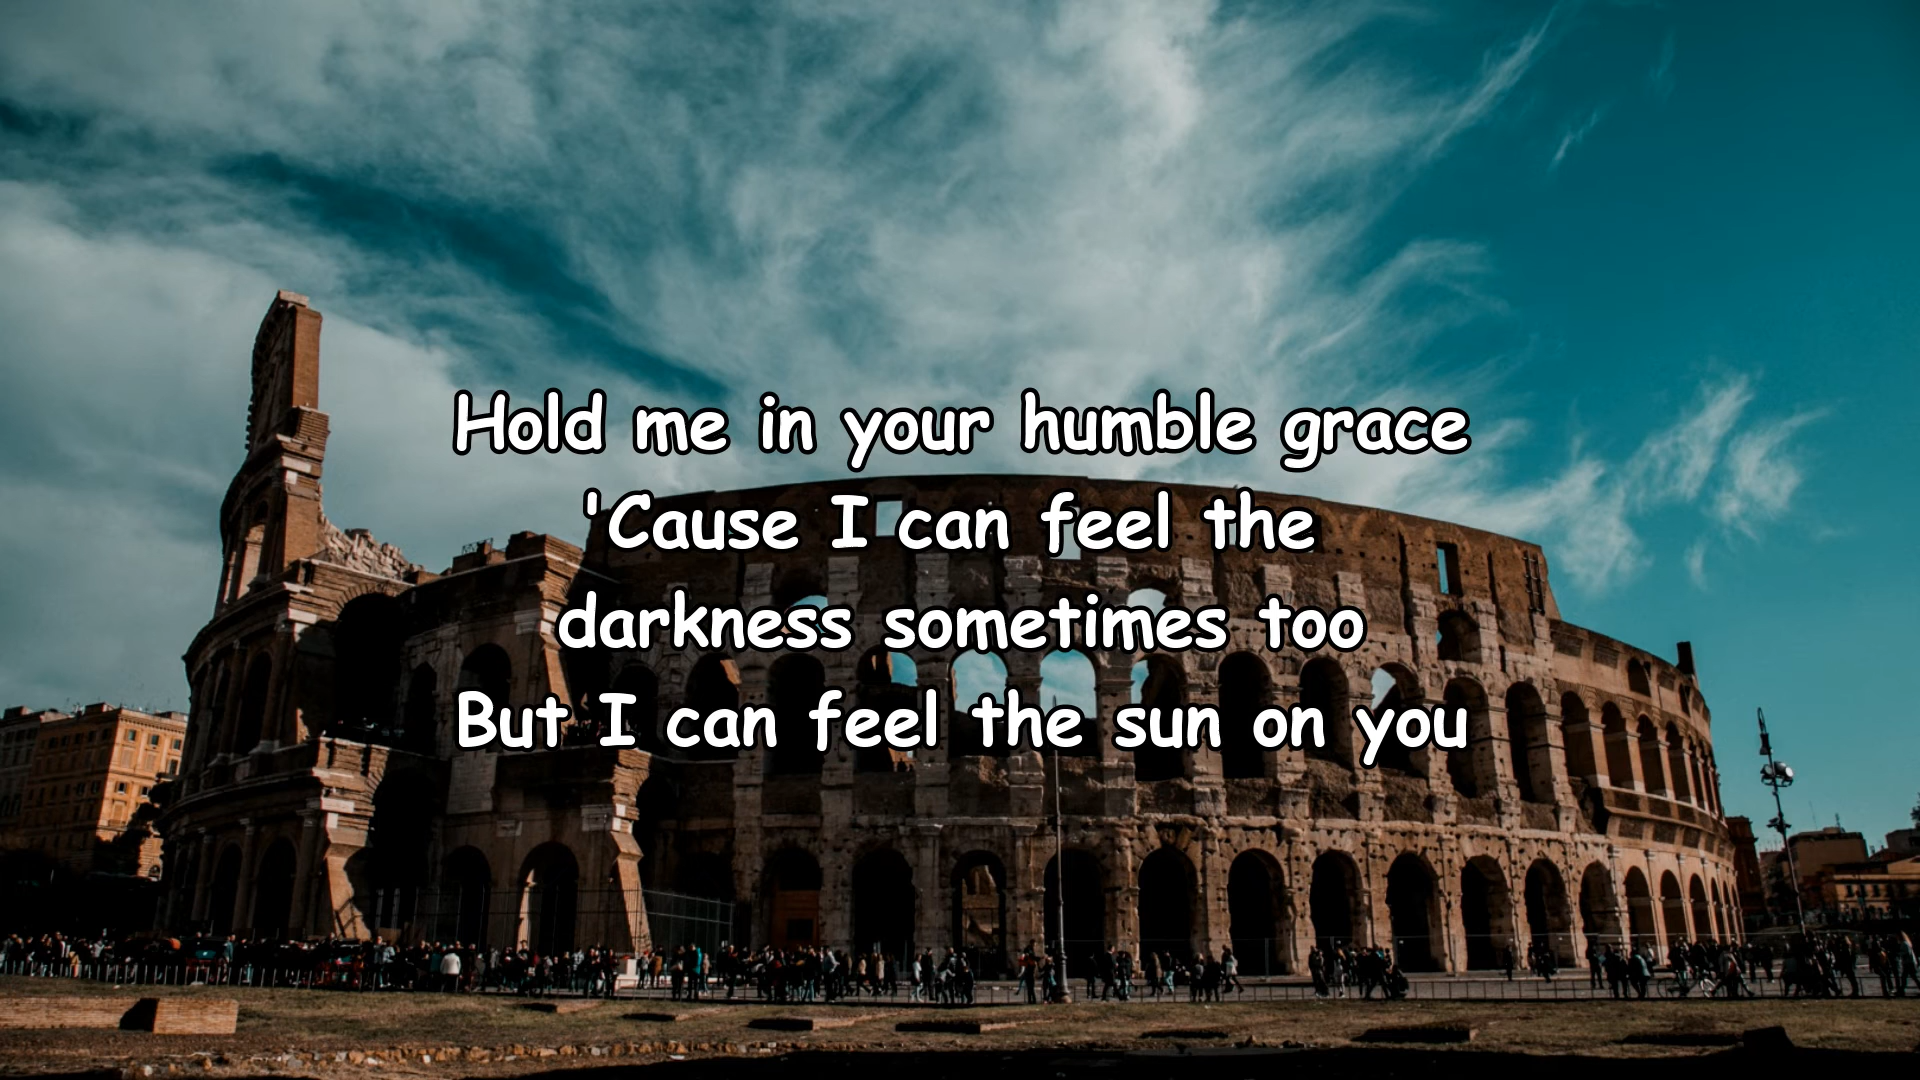 Hold me in your humble grace
'Cause I can feel the
darkness sometimes too
But I can feel the sun on you